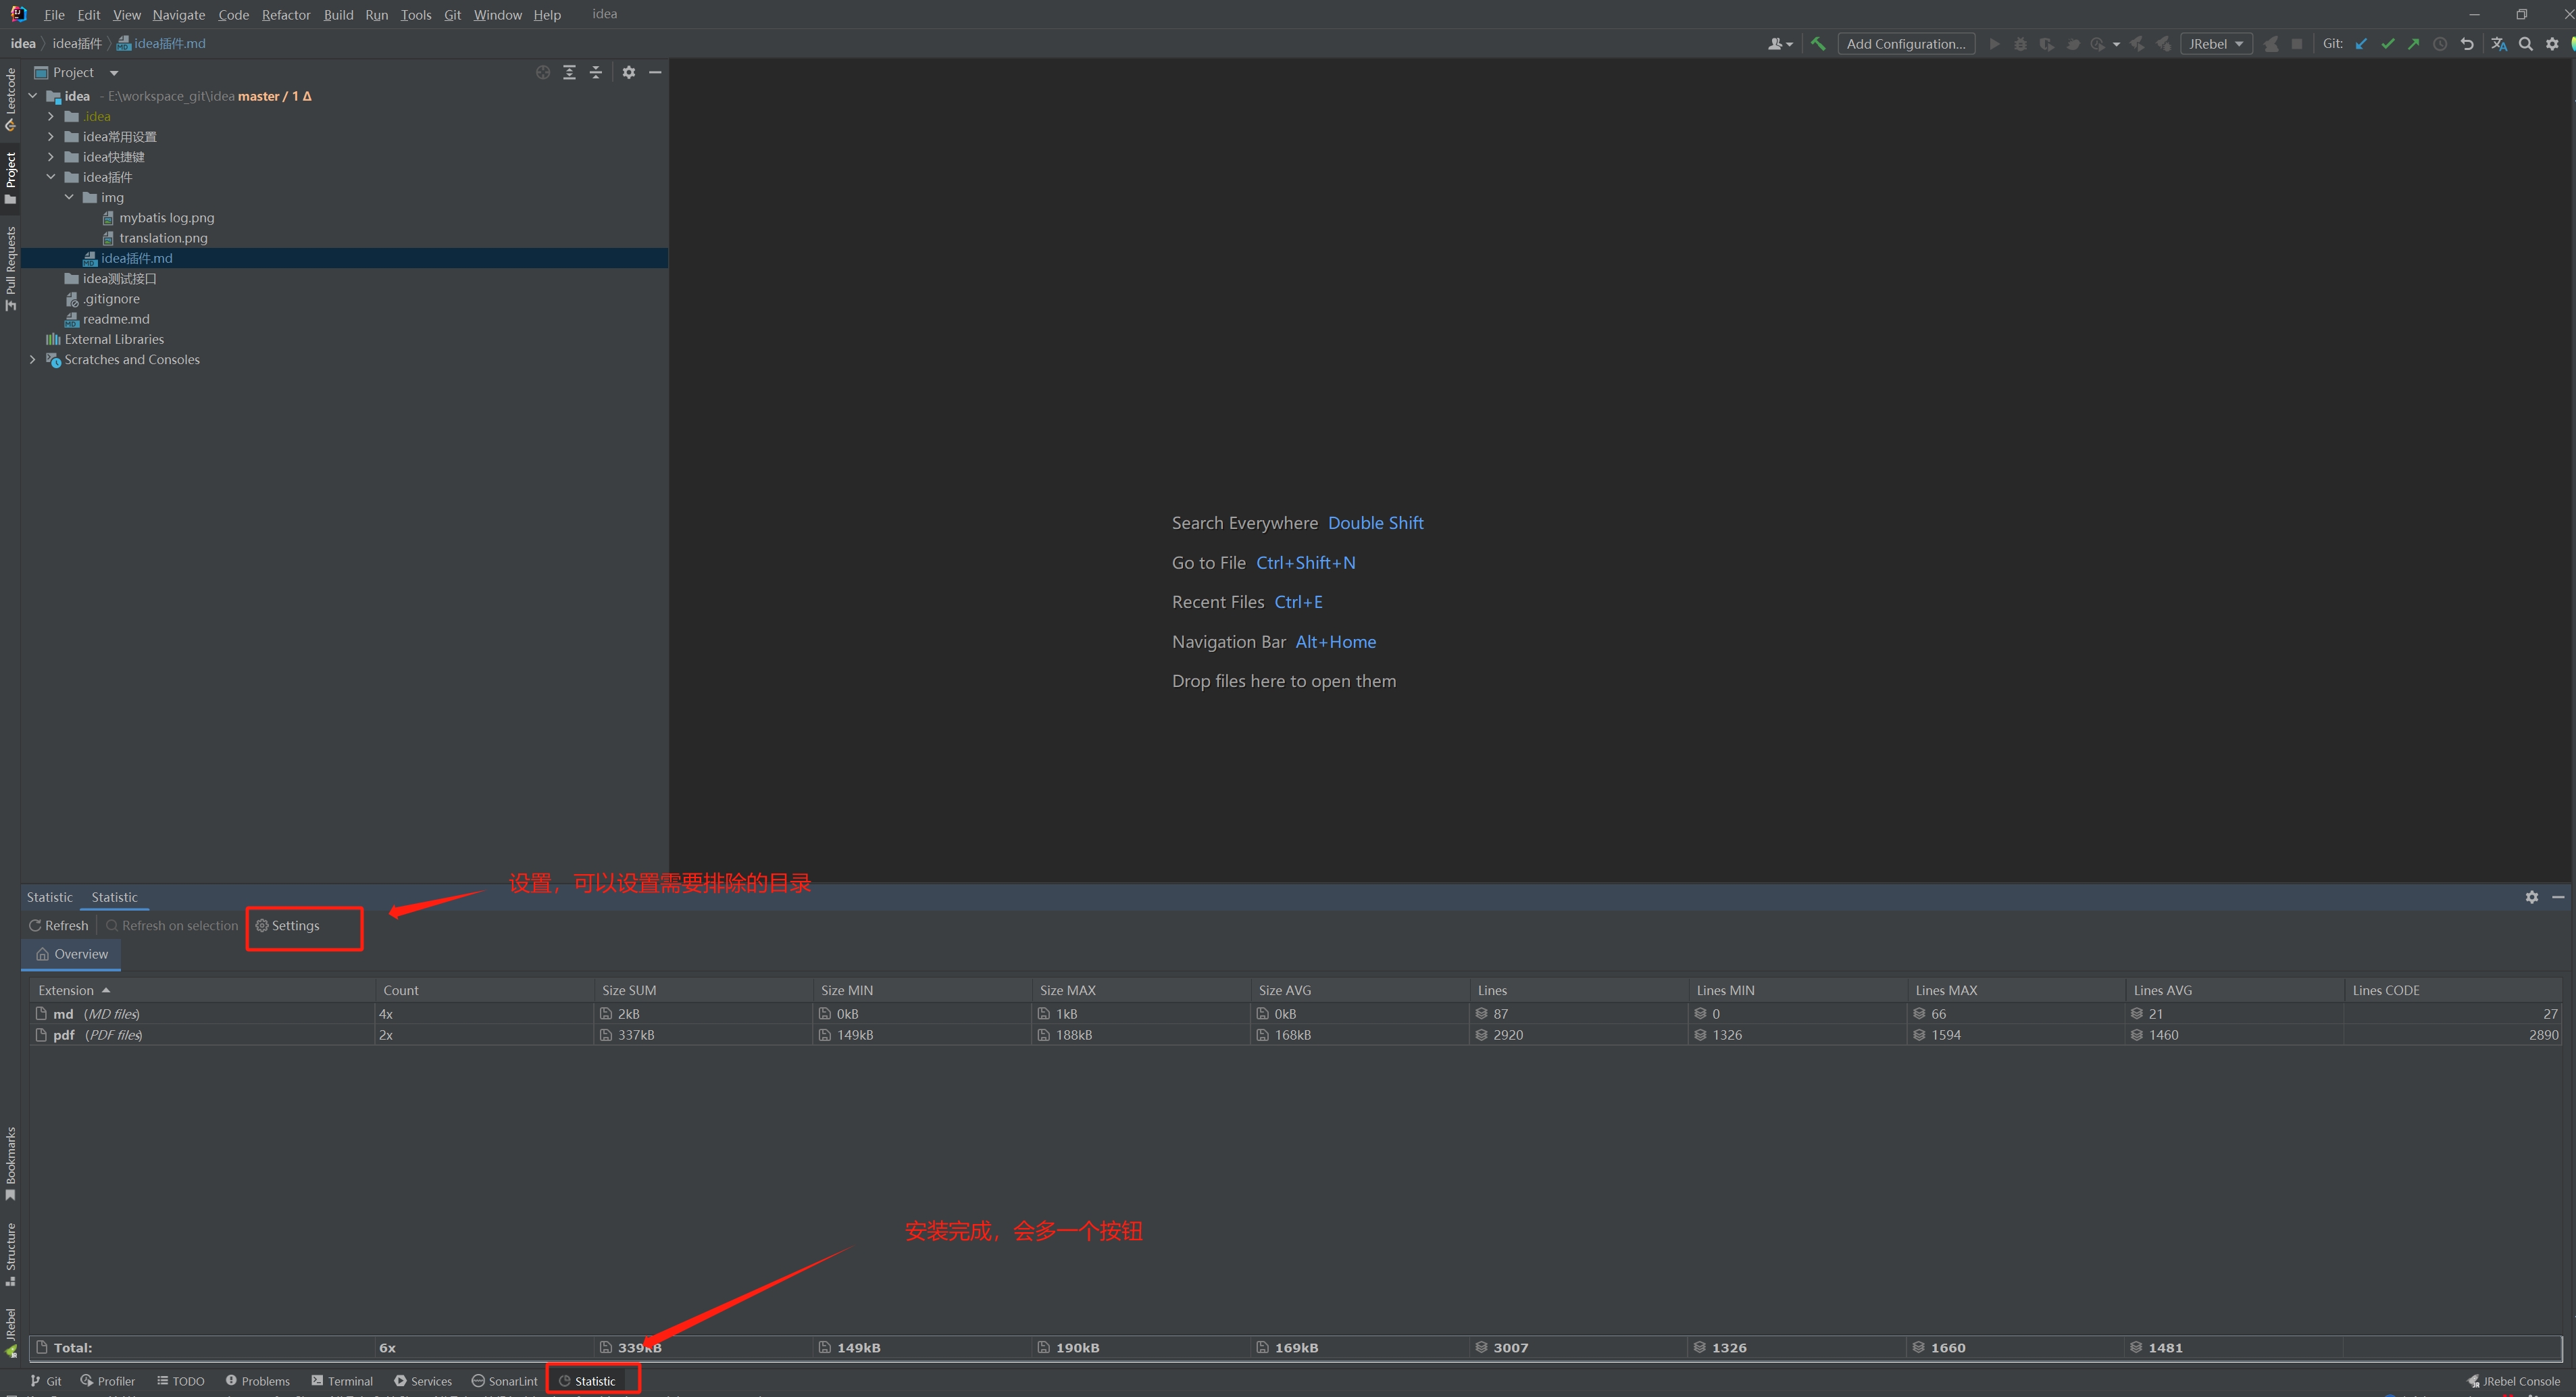 File Edit View Navigate Code Refactor Build Run Tools Git Window Help idea
idea idea插件 idea插件.md Add Configuration... JRebel Git:
Leetcode
Project
Pull Requests
Project
idea - E:\workspace_git\idea master / 1 Δ
.idea
idea常用设置
idea快捷键
idea插件
img
mybatis log.png
translation.png
idea插件.md
idea测试接口
.gitignore
readme.md
External Libraries
Scratches and Consoles
Search Everywhere Double Shift
Go to File Ctrl+Shift+N
Recent Files Ctrl+E
Navigation Bar Alt+Home
Drop files here to open them
设置，可以设置需要排除的目录
Statistic Statistic
Refresh Refresh on selection Settings
Overview
Extension Count Size SUM Size MIN Size MAX Size AVG Lines Lines MIN Lines MAX Lines AVG Lines CODE
md (MD files) 4x 2kB 0kB 1kB 0kB 87 0 66 21 27
pdf (PDF files) 2x 337kB 149kB 188kB 168kB 2920 1326 1594 1460 2890
Bookmarks
Structure
JRebel
安装完成，会多一个按钮
Total: 6x 339kB 149kB 190kB 169kB 3007 1326 1660 1481
Git Profiler TODO Problems Terminal Services SonarLint Statistic JRebel Console